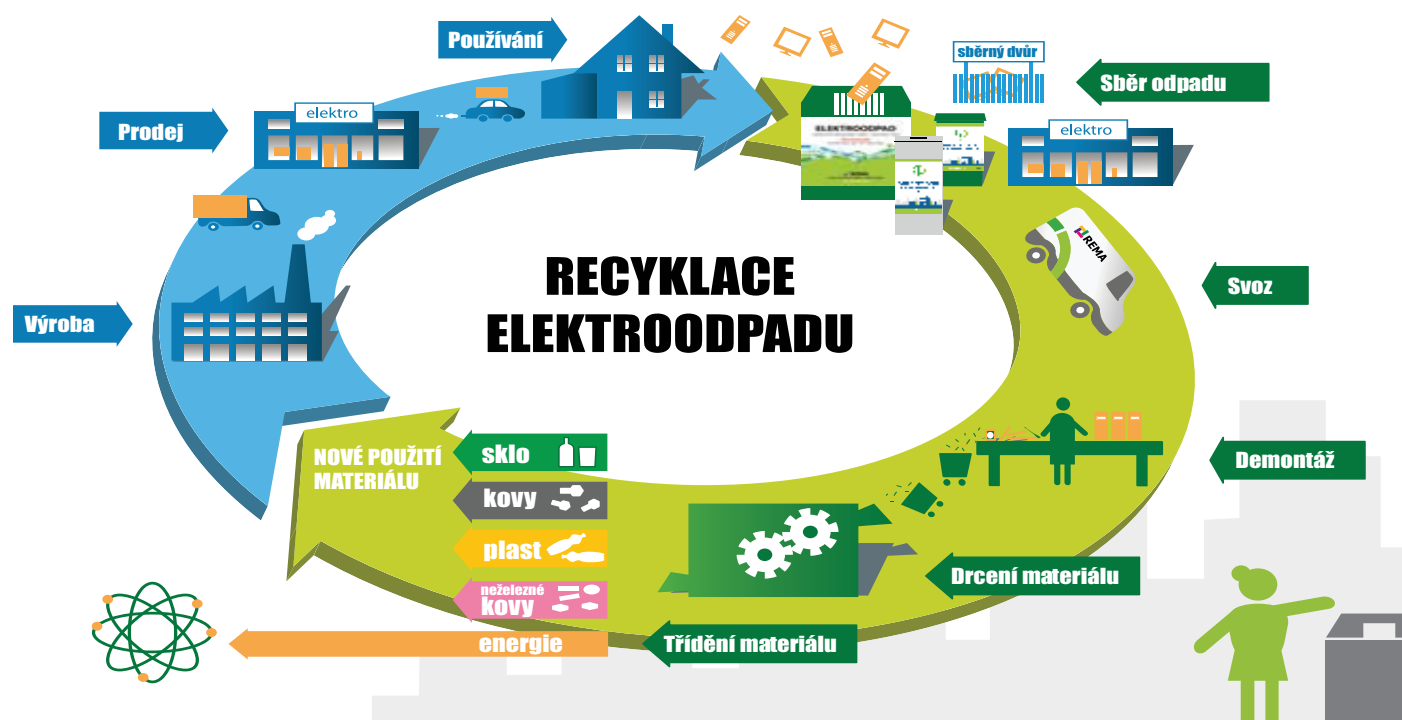 Používání
sběrný dvůr
Sběr odpadu
elektro
Prodej
ELEKTROODPAD
elektro
REMA
RECYKLACE
ELEKTROODPADU
Svoz
Výroba
NOVÉ POUŽITÍ
MATERIÁLU
sklo
kovy
plast
neželezné
kovy
energie
Demontáž
Drcení materiálu
Třídění materiálu